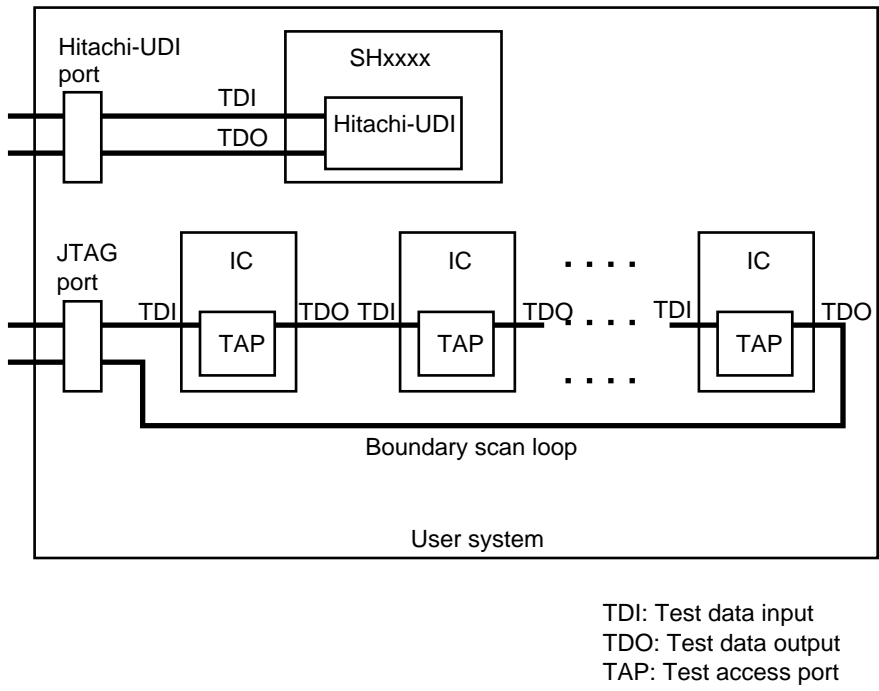 Hitachi-UDI
port
SHxxxx
TDI
Hitachi-UDI
TDO
JTAG
port
IC
IC
. . . .
IC
TDI
TDO
TDI
TDO
. . . .
TDI
TDO
TAP
TAP
TAP
. . . .
Boundary scan loop
User system
TDI: Test data input
TDO: Test data output
TAP: Test access port